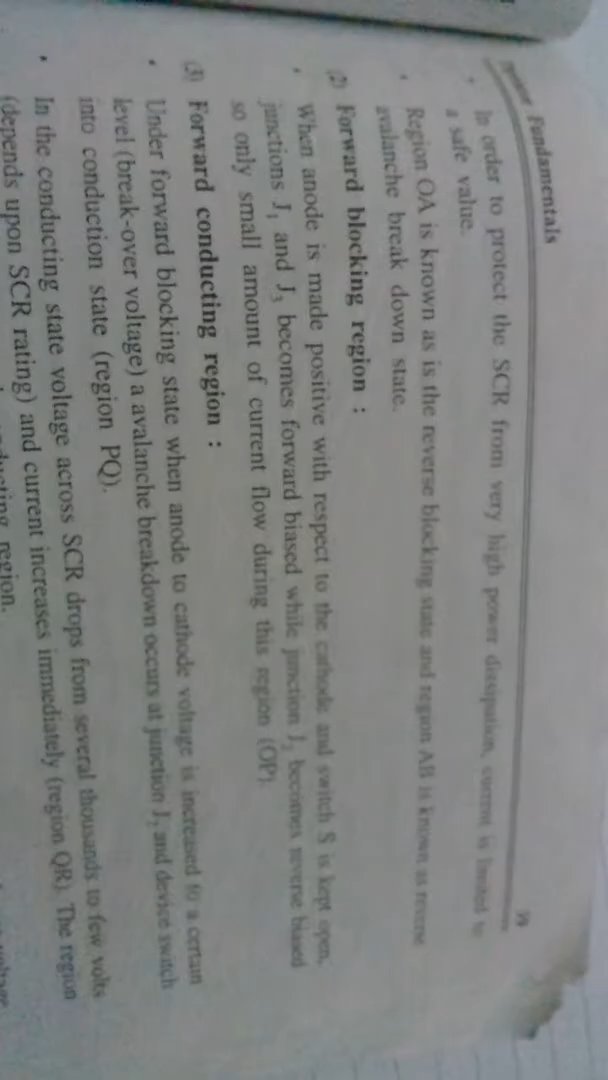 Fundamentals
In order to protect the SCR from very high power dissipation, current is limited to
a safe value.
Region OA is known as is the reverse blocking state and region AB is known as reverse
avalanche break down state.
(2) Forward blocking region :
• When anode is made positive with respect to the cathode and switch S is kept open,
junctions J₁ and J₃ becomes forward biased while junction J₂ becomes reverse biased
so only small amount of current flow during this region (OP)
(3) Forward conducting region :
• Under forward blocking state when anode to cathode voltage is increased to a certain
level (break-over voltage) a avalanche breakdown occurs at junction J₂ and device switch
into conduction state (region PQ).
• In the conducting state voltage across SCR drops from several thousands to few volts
(depends upon SCR rating) and current increases immediately (region QR). The region
region.